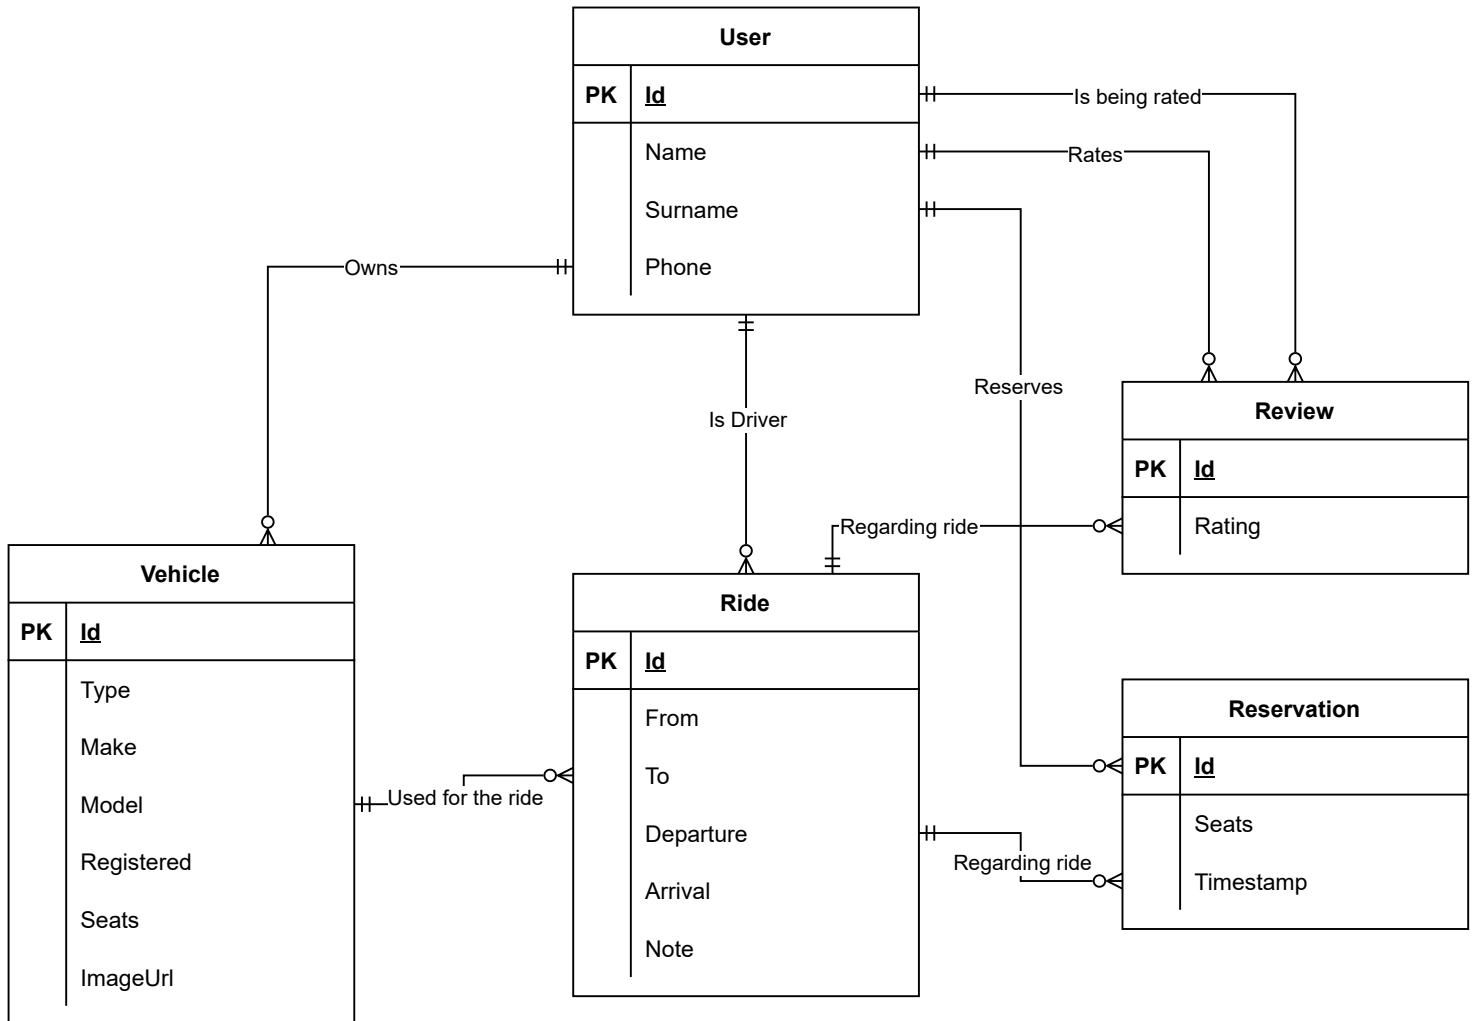 User
PK Id
Name
Surname
Phone
Is being rated
Rates
Owns
Reserves
Is Driver
Review
PK Id
Rating
Regarding ride
Vehicle
PK Id
Type
Make
Model
Registered
Seats
ImageUrl
Used for the ride
Ride
PK Id
From
To
Departure
Arrival
Note
Regarding ride
Reservation
PK Id
Seats
Timestamp